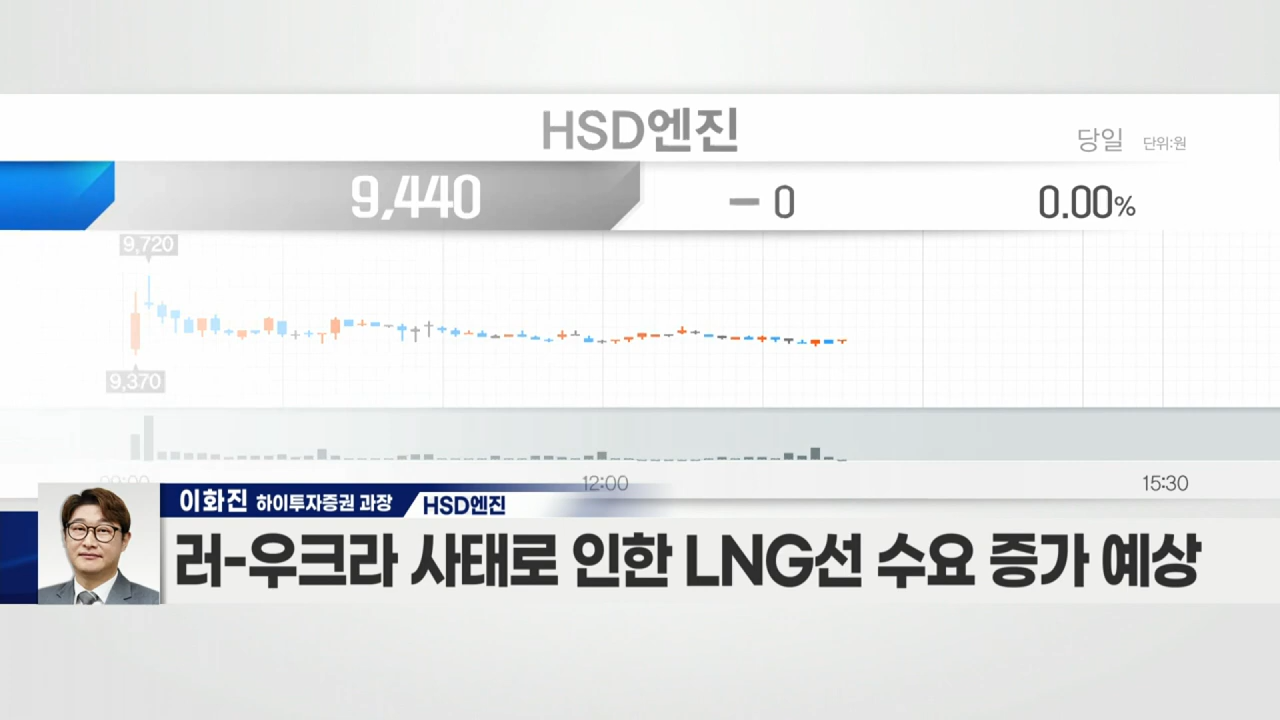 HSD엔진
당일 단위:원
9,440 0 0.00%
9,720
9,370
09:00 12:00 15:30
이화진 하이투자증권 과장 HSD엔진
러-우크라 사태로 인한 LNG선 수요 증가 예상